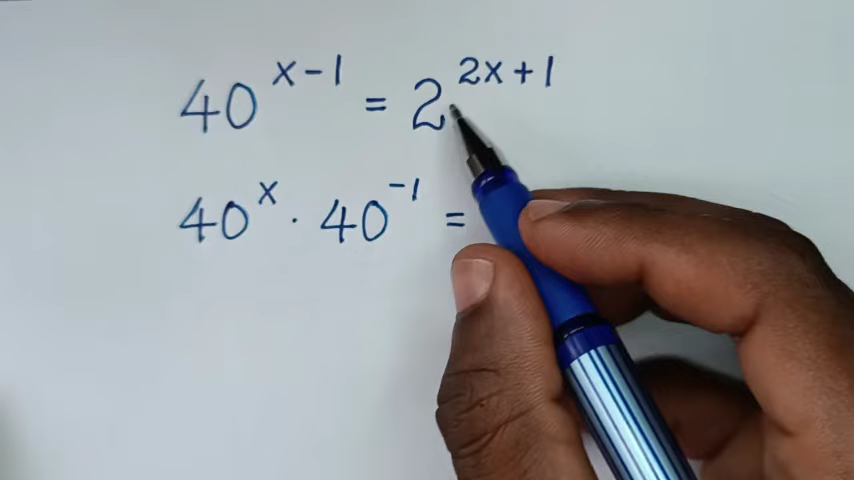 40^{x-1} = 2^{2x+1}
40^{x} · 40^{-1} =